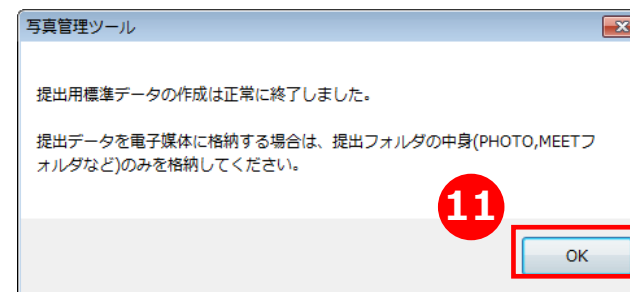 写真管理ツール
提出用標準データの作成は正常に終了しました。
提出データを電子媒体に格納する場合は、提出フォルダの中身(PHOTO,MEETフ
ォルダなど)のみを格納してください。
11
OK